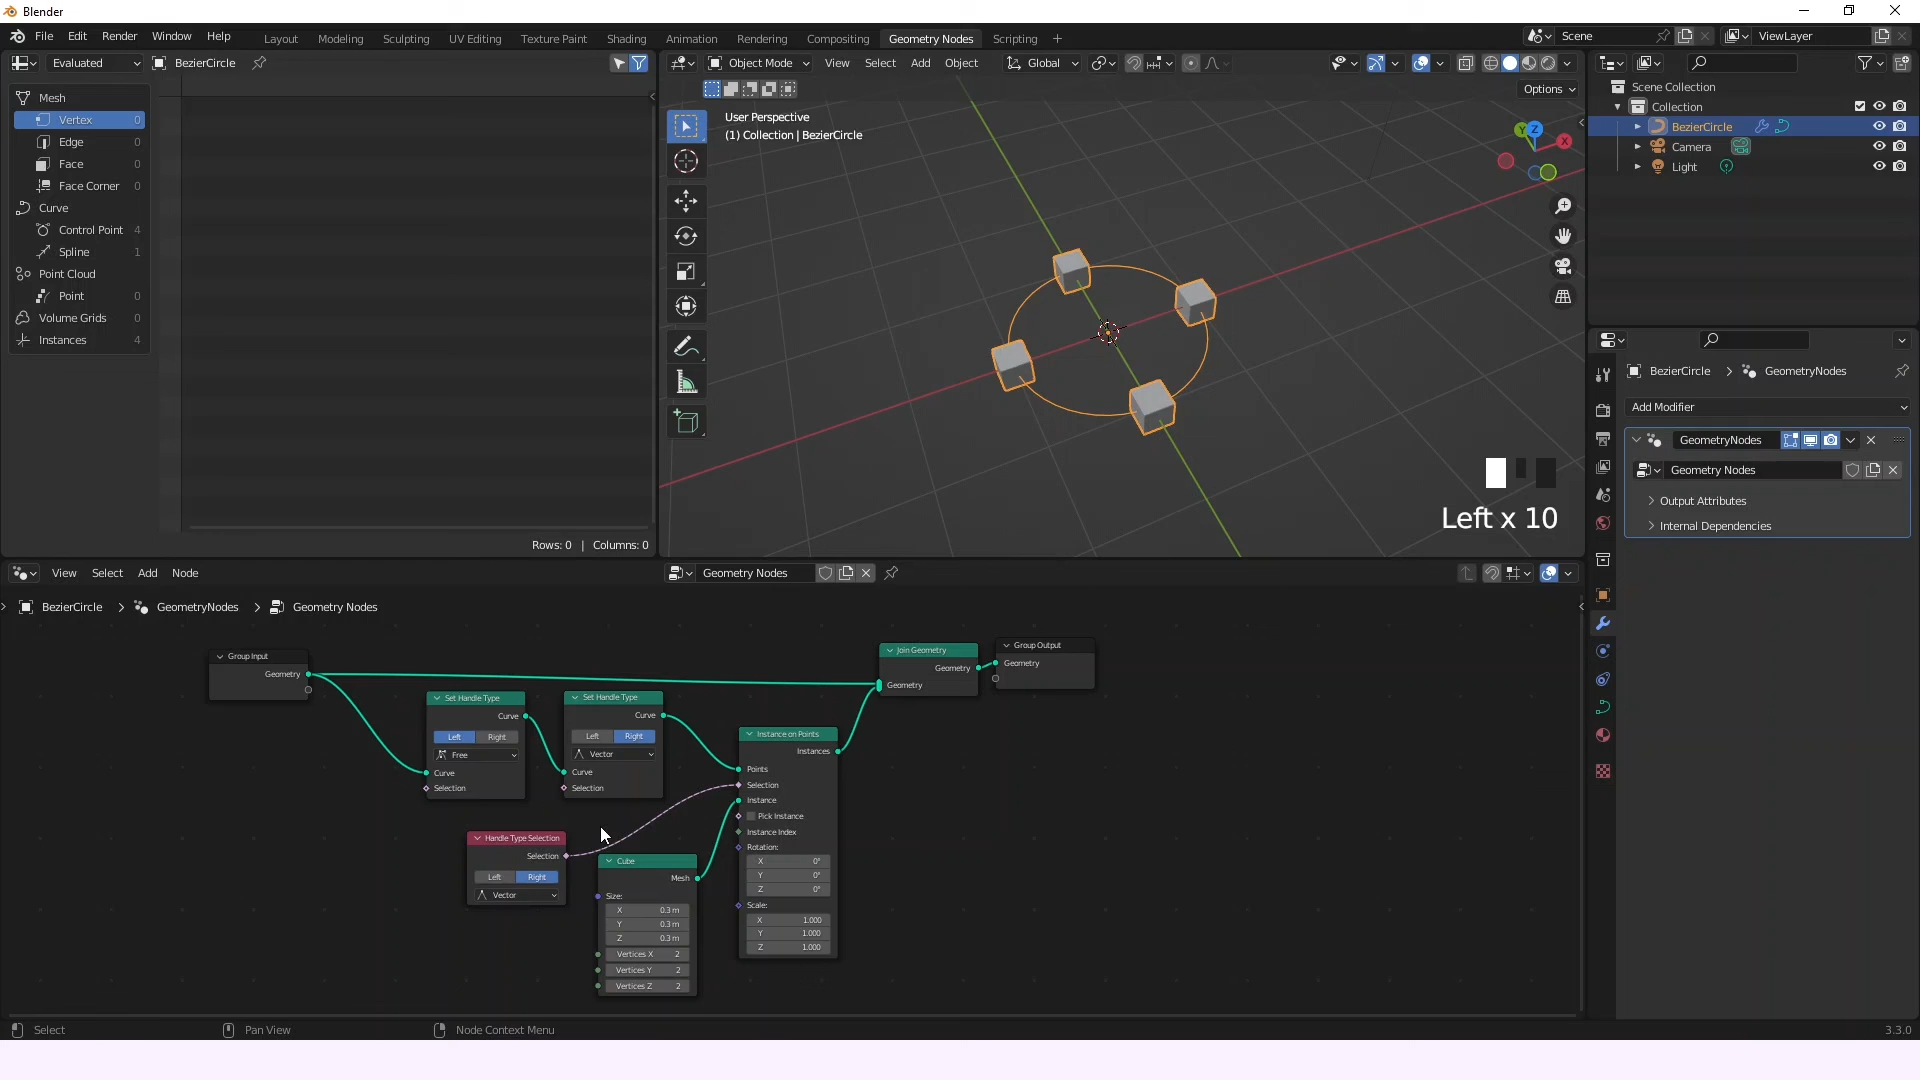 Blender
File Edit Render Window Help
Layout Modeling Sculpting UV Editing Texture Paint Shading Animation Rendering Compositing Geometry Nodes Scripting +
Scene
ViewLayer
Evaluated BezierCircle
Object Mode View Select Add Object Global
Options
Mesh
Vertex 0
Edge 0
Face 0
Face Corner 0
Curve
Control Point 4
Spline 1
Point Cloud
Point 0
Volume Grids 0
Instances 4
Rows: 0 | Columns: 0
User Perspective
(1) Collection | BezierCircle
Z
Y
X
Left x 10
Scene Collection
Collection
BezierCircle
Camera
Light
BezierCircle > GeometryNodes
Add Modifier
GeometryNodes
Geometry Nodes
Output Attributes
Internal Dependencies
View Select Add Node
Geometry Nodes
BezierCircle > GeometryNodes > Geometry Nodes
Group Input
Geometry
Set Handle Type
Curve
Left Right
Free
Curve
Selection
Set Handle Type
Curve
Left Right
Vector
Curve
Selection
Handle Type Selection
Selection
Left Right
Vector
Cube
Mesh
Size:
X 0.3 m
Y 0.3 m
Z 0.3 m
Vertices X 2
Vertices Y 2
Vertices Z 2
Instance on Points
Instances
Points
Selection
Instance
Pick Instance
Instance Index
Rotation:
X 0°
Y 0°
Z 0°
Scale:
X 1.000
Y 1.000
Z 1.000
Join Geometry
Geometry
Geometry
Group Output
Geometry
Select Pan View Node Context Menu
3.3.0